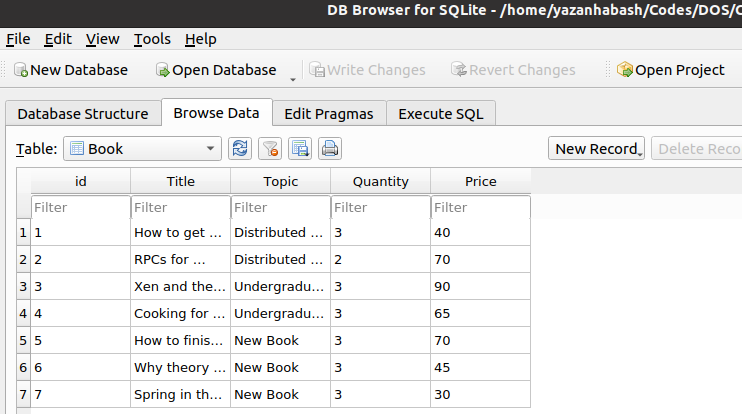 DB Browser for SQLite - /home/yazanhabash/Codes/DOS/
File Edit View Tools Help
New Database Open Database Write Changes Revert Changes Open Project
Database Structure Browse Data Edit Pragmas Execute SQL
Table: Book New Record Delete Reco
id Title Topic Quantity Price
Filter Filter Filter Filter Filter
1 1 How to get ... Distributed ... 3 40
2 2 RPCs for ... Distributed ... 2 70
3 3 Xen and the... Undergradu... 3 90
4 4 Cooking for ... Undergradu... 3 65
5 5 How to finis... New Book 3 70
6 6 Why theory ... New Book 3 45
7 7 Spring in th... New Book 3 30